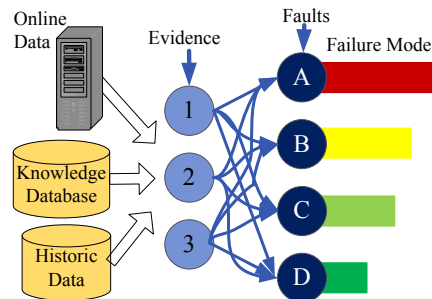 Online
Data
Evidence
Faults
Failure Mode
A
1
B
Knowledge
Database
2
C
3
Historic
Data
D